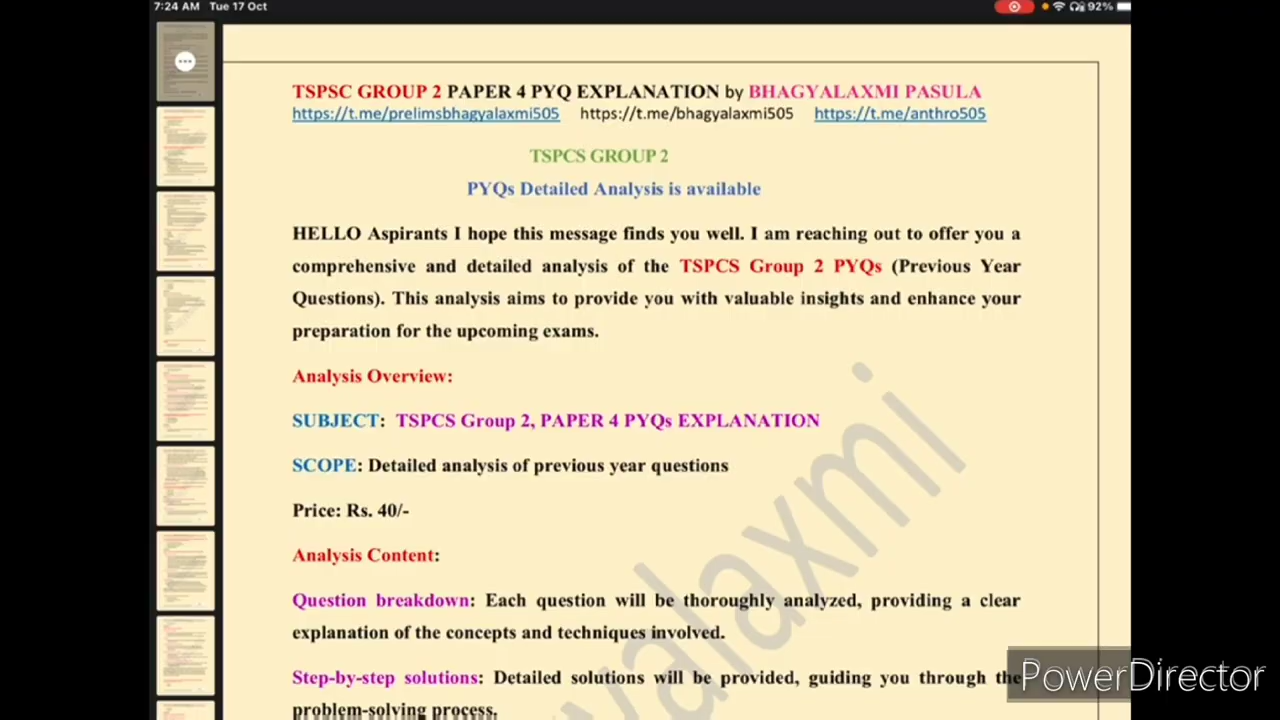 7:24 AM Tue 17 Oct
92%
TSPSC GROUP 2 PAPER 4 PYQ EXPLANATION by BHAGYALAXMI PASULA
https://t.me/prelimsbhagyalaxmi505 https://t.me/bhagyalaxmi505 https://t.me/anthro505
TSPCS GROUP 2
PYQs Detailed Analysis is available
HELLO Aspirants I hope this message finds you well. I am reaching out to offer you a
comprehensive and detailed analysis of the TSPCS Group 2 PYQs (Previous Year
Questions). This analysis aims to provide you with valuable insights and enhance your
preparation for the upcoming exams.
Analysis Overview:
SUBJECT: TSPCS Group 2, PAPER 4 PYQs EXPLANATION
SCOPE: Detailed analysis of previous year questions
Price: Rs. 40/-
Analysis Content:
Question breakdown: Each question will be thoroughly analyzed, providing a clear
explanation of the concepts and techniques involved.
Step-by-step solutions: Detailed solutions will be provided, guiding you through the
problem-solving process.
yalaxmi
PowerDirector